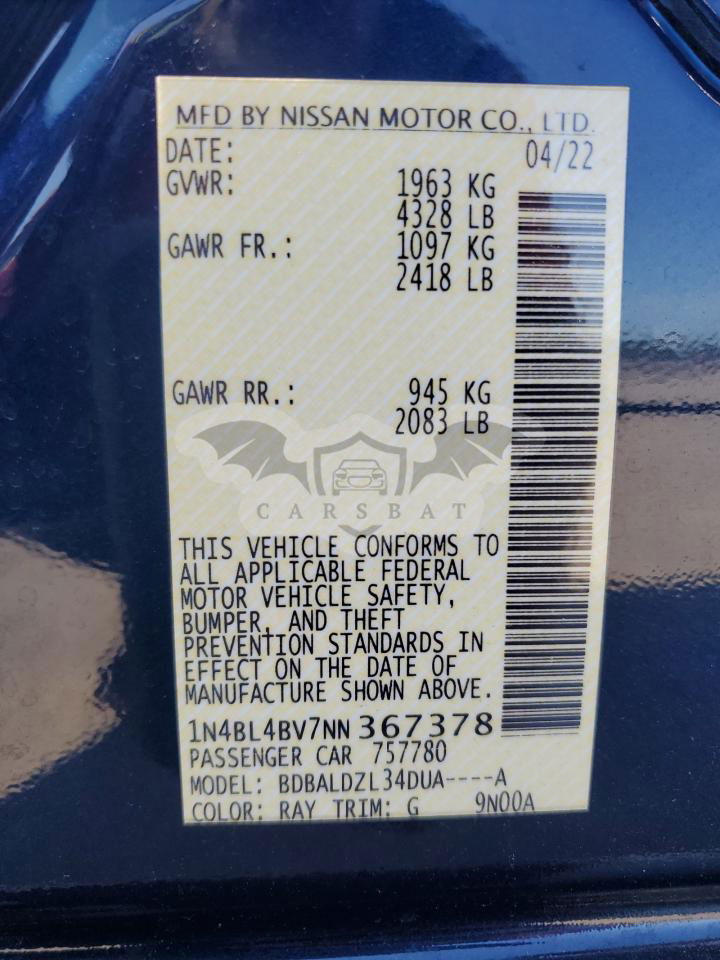 MFD BY NISSAN MOTOR CO., LTD.
DATE: 04/22
GVWR: 1963 KG
4328 LB
GAWR FR.: 1097 KG
2418 LB
GAWR RR.: 945 KG
2083 LB
CARSBAT
THIS VEHICLE CONFORMS TO
ALL APPLICABLE FEDERAL
MOTOR VEHICLE SAFETY,
BUMPER, AND THEFT
PREVENTION STANDARDS IN
EFFECT ON THE DATE OF
MANUFACTURE SHOWN ABOVE.
1N4BL4BV7NN367378
PASSENGER CAR 757780
MODEL: BDBALDZL34DUA----A
COLOR: RAY TRIM: G 9N00A